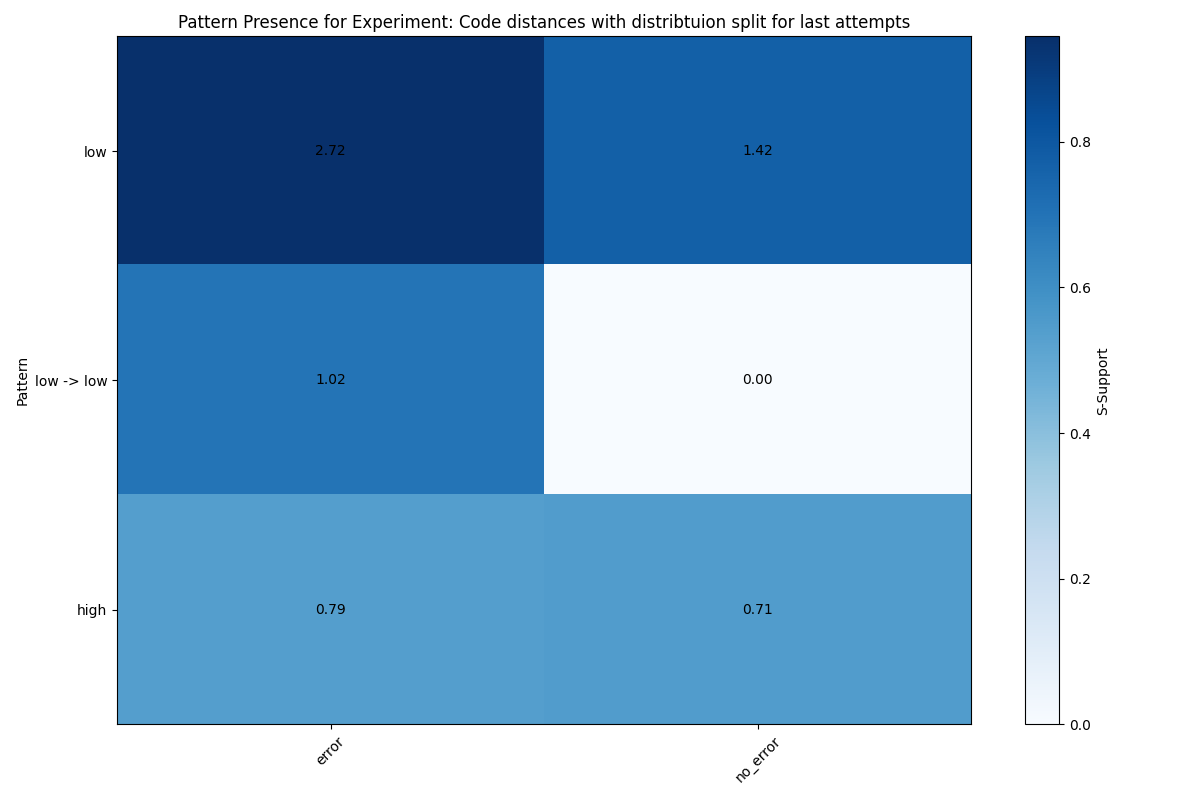 Pattern Presence for Experiment: Code distances with distribtuion split for last attempts
low
2.72
1.42
0.8
0.6
Pattern
low -> low
1.02
0.00
S-Support
0.4
0.2
high
0.79
0.71
0.0
error
no_error